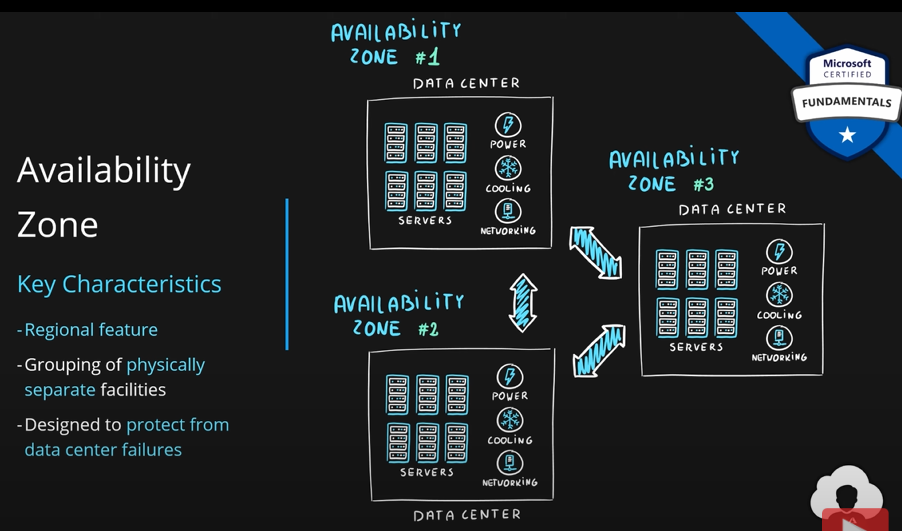 Availability
Zone
Key Characteristics
- Regional feature
- Grouping of physically
separate facilities
- Designed to protect from
data center failures
AVAILABILITY
ZONE #1
DATA CENTER
SERVERS
POWER
COOLING
NETWORKING
AVAILABILITY
ZONE #2
SERVERS
POWER
COOLING
NETWORKING
DATA CENTER
AVAILABILITY
ZONE #3
DATA CENTER
SERVERS
POWER
COOLING
NETWORKING
Microsoft
CERTIFIED
FUNDAMENTALS